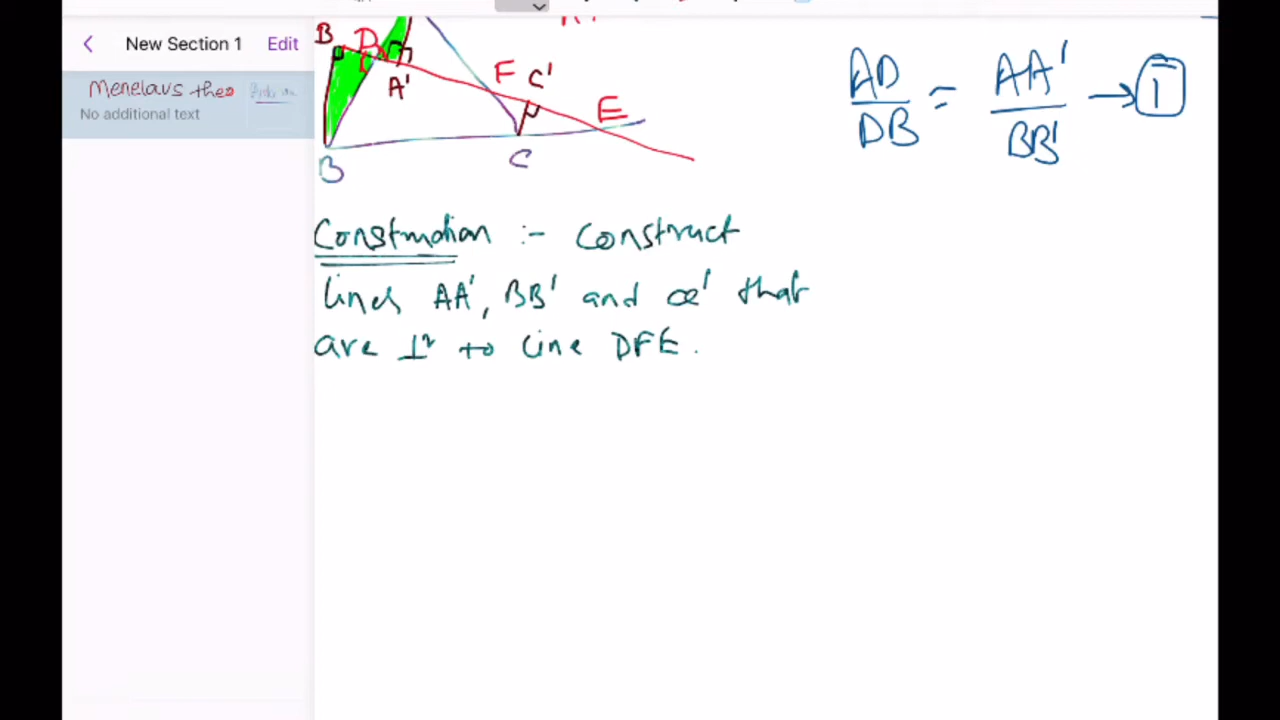 New Section 1
Edit
Menelaus theo
No additional text
B
D
A'
F
C'
E
B
C
AD/DB = AA'/BB' → 1
Construction :- Construct
lines AA', BB' and CC' that
are ⊥r to line DFE.